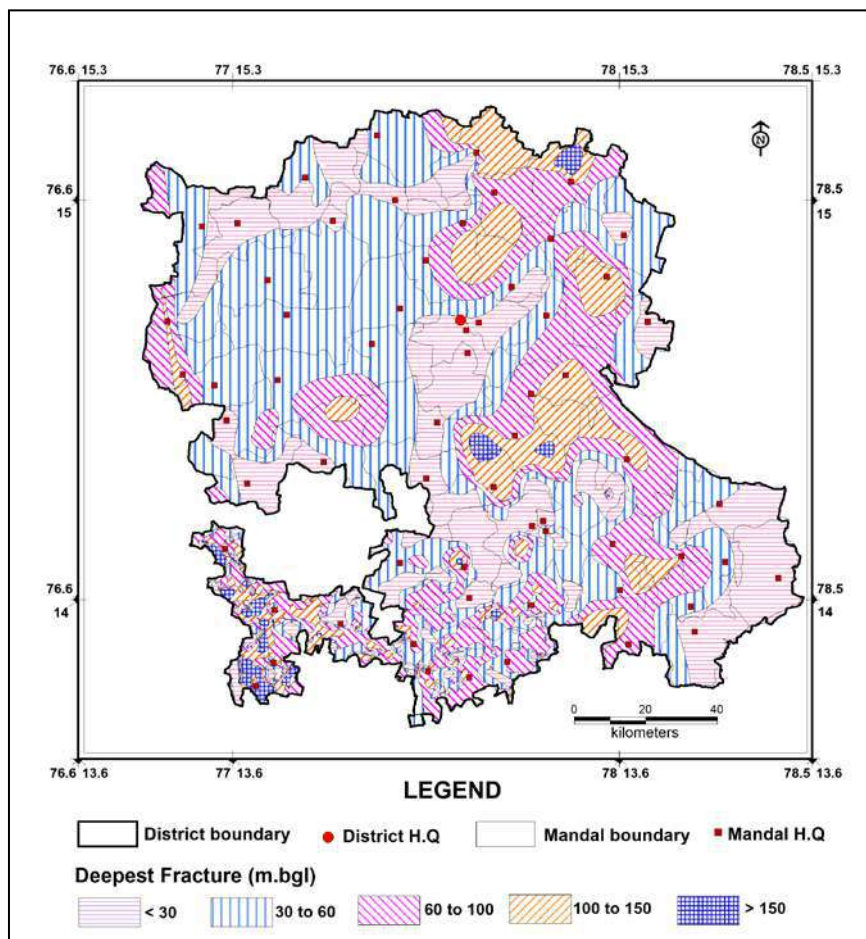 76.6 15.3 77 15.3 78 15.3 78.5 15.3
N
76.6
15
78.5
15
76.6
14
78.5
14
0 20 40
kilometers
76.6 13.6 77 13.6 78 13.6 78.5 13.6
LEGEND
District boundary District H.Q Mandal boundary Mandal H.Q
Deepest Fracture (m.bgl)
< 30 30 to 60 60 to 100 100 to 150 > 150